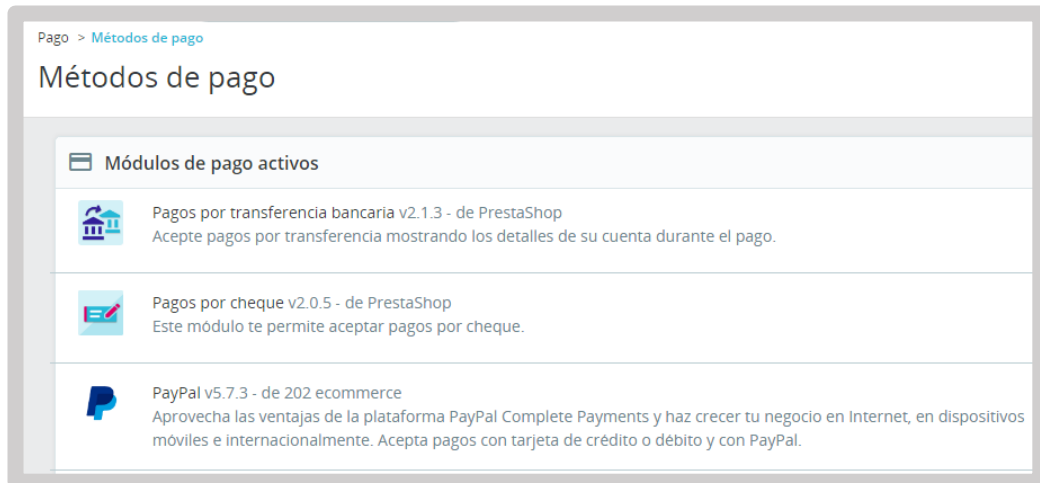 Pago > Métodos de pago
Métodos de pago
Módulos de pago activos
Pagos por transferencia bancaria v2.1.3 - de PrestaShop
Acepte pagos por transferencia mostrando los detalles de su cuenta durante el pago.
Pagos por cheque v2.0.5 - de PrestaShop
Este módulo te permite aceptar pagos por cheque.
PayPal v5.7.3 - de 202 ecommerce
Aprovecha las ventajas de la plataforma PayPal Complete Payments y haz crecer tu negocio en Internet, en dispositivos
móviles e internacionalmente. Acepta pagos con tarjeta de crédito o débito y con PayPal.